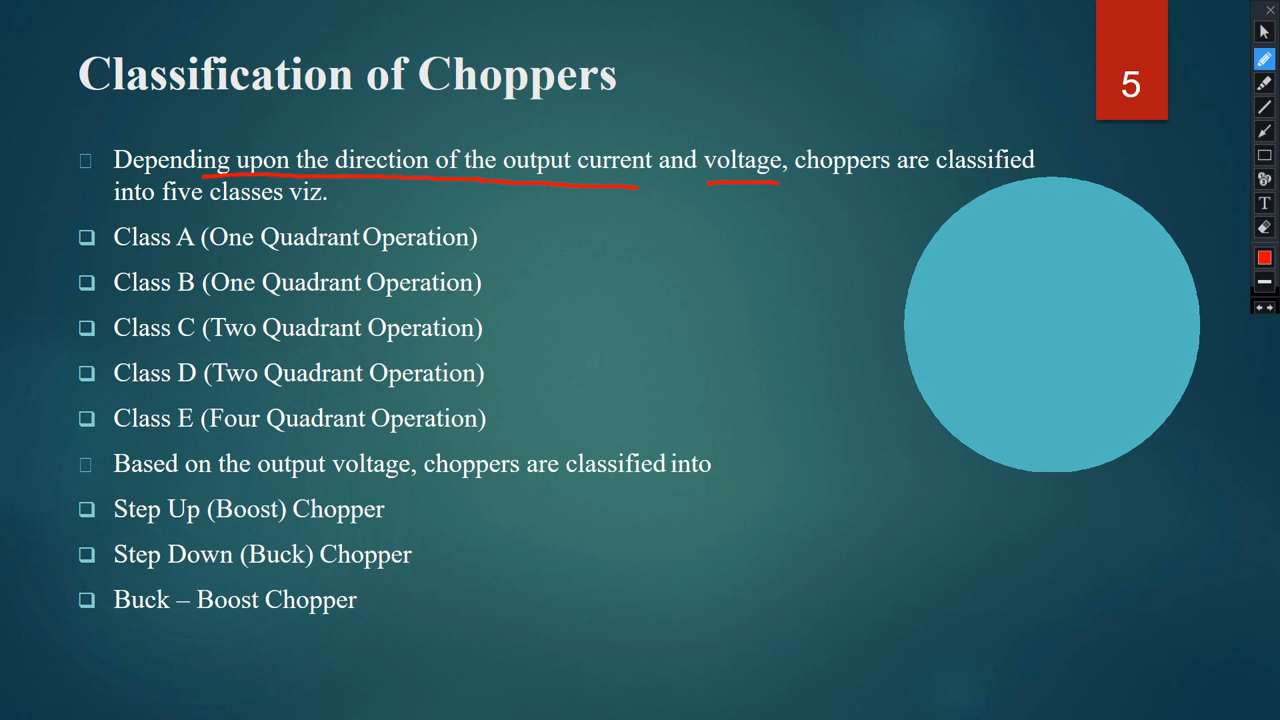 Classification of Choppers
5
Depending upon the direction of the output current and voltage, choppers are classified
into five classes viz.
Class A (One Quadrant Operation)
Class B (One Quadrant Operation)
Class C (Two Quadrant Operation)
Class D (Two Quadrant Operation)
Class E (Four Quadrant Operation)
Based on the output voltage, choppers are classified into
Step Up (Boost) Chopper
Step Down (Buck) Chopper
Buck – Boost Chopper
T